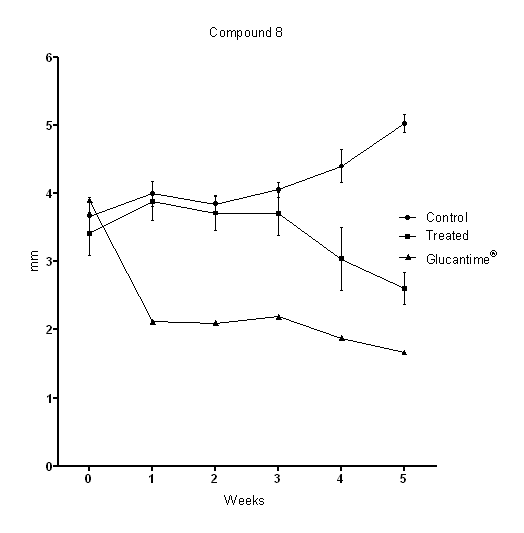 Compound 8
6
5
4
3
2
1
0
mm
0 1 2 3 4 5
Weeks
Control
Treated
Glucantime®